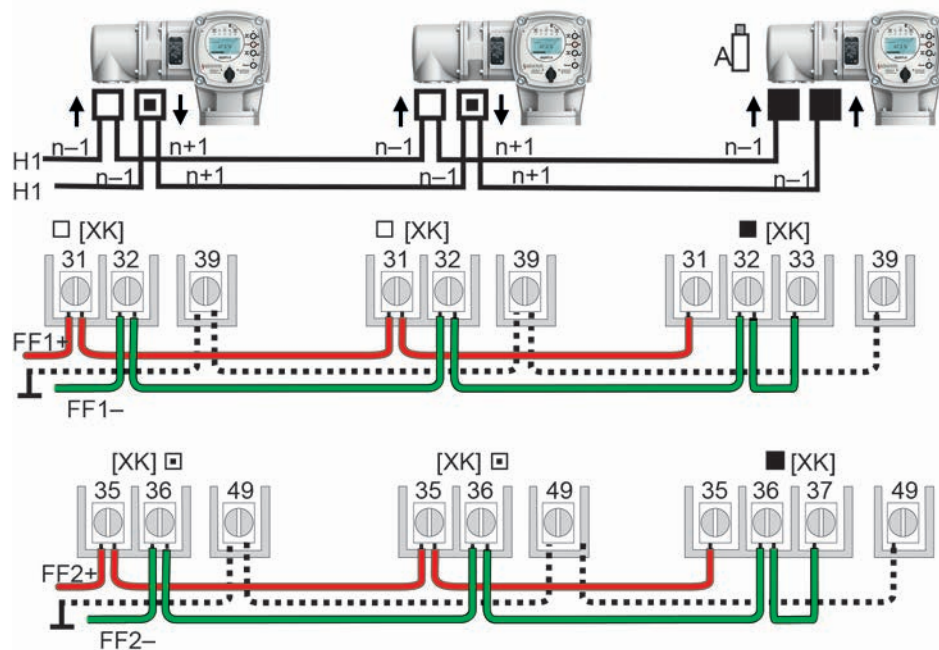 A
n–1 n+1 n–1 n+1 n–1
H1
n–1 n+1 n–1 n+1 n–1
H1
[XK] [XK] [XK]
31 32 39 31 32 39 31 32 33 39
FF1+
FF1–
[XK] [XK] [XK]
35 36 49 35 36 49 35 36 37 49
FF2+
FF2–